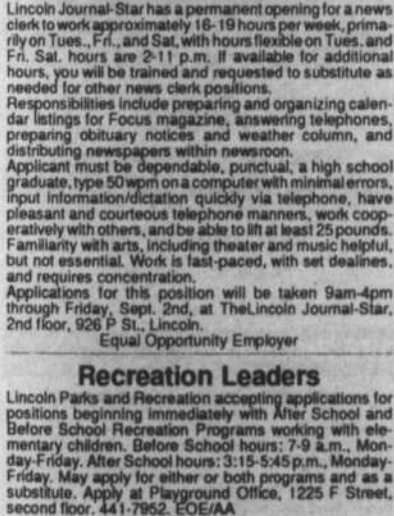 Lincoln Journal-Star has a permanent opening for a news
clerk to work approximately 16-19 hours per week, prima-
rily on Tues., Fri., and Sat, with hours flexible on Tues. and
Fri. Sat. hours are 2-11 p.m. If available for additional
hours, you will be trained and requested to substitute as
needed for other news clerk positions.
Responsibilities include preparing and organizing calen-
dar listings for Focus magazine, answering telephones,
preparing obituary notices and weather column, and
distributing newspapers within newsroon.
Applicant must be dependable, punctual, a high school
graduate, type 50 wpm on a computer with minimal errors,
input information/dictation quickly via telephone, have
pleasant and courteous telephone manners, work coop-
eratively with others, and be able to lift at least 25 pounds.
Familiarity with arts, including theater and music helpful,
but not essential. Work is fast-paced, with set dealines,
and requires concentration.
Applications for this position will be taken 9am-4pm
through Friday, Sept. 2nd, at TheLincoln Journal-Star,
2nd floor, 926 P St., Lincoln.
Equal Opportunity Employer
Recreation Leaders
Lincoln Parks and Recreation accepting applications for
positions beginning immediately with After School and
Before School Recreation Programs working with ele-
mentary children. Before School hours: 7-9 a.m., Mon-
day-Friday. After School hours: 3:15-5:45 p.m., Monday-
Friday. May apply for either or both programs and as a
substitute. Apply at Playground Office, 1225 F Street,
second floor. 441-7952. EOE/AA